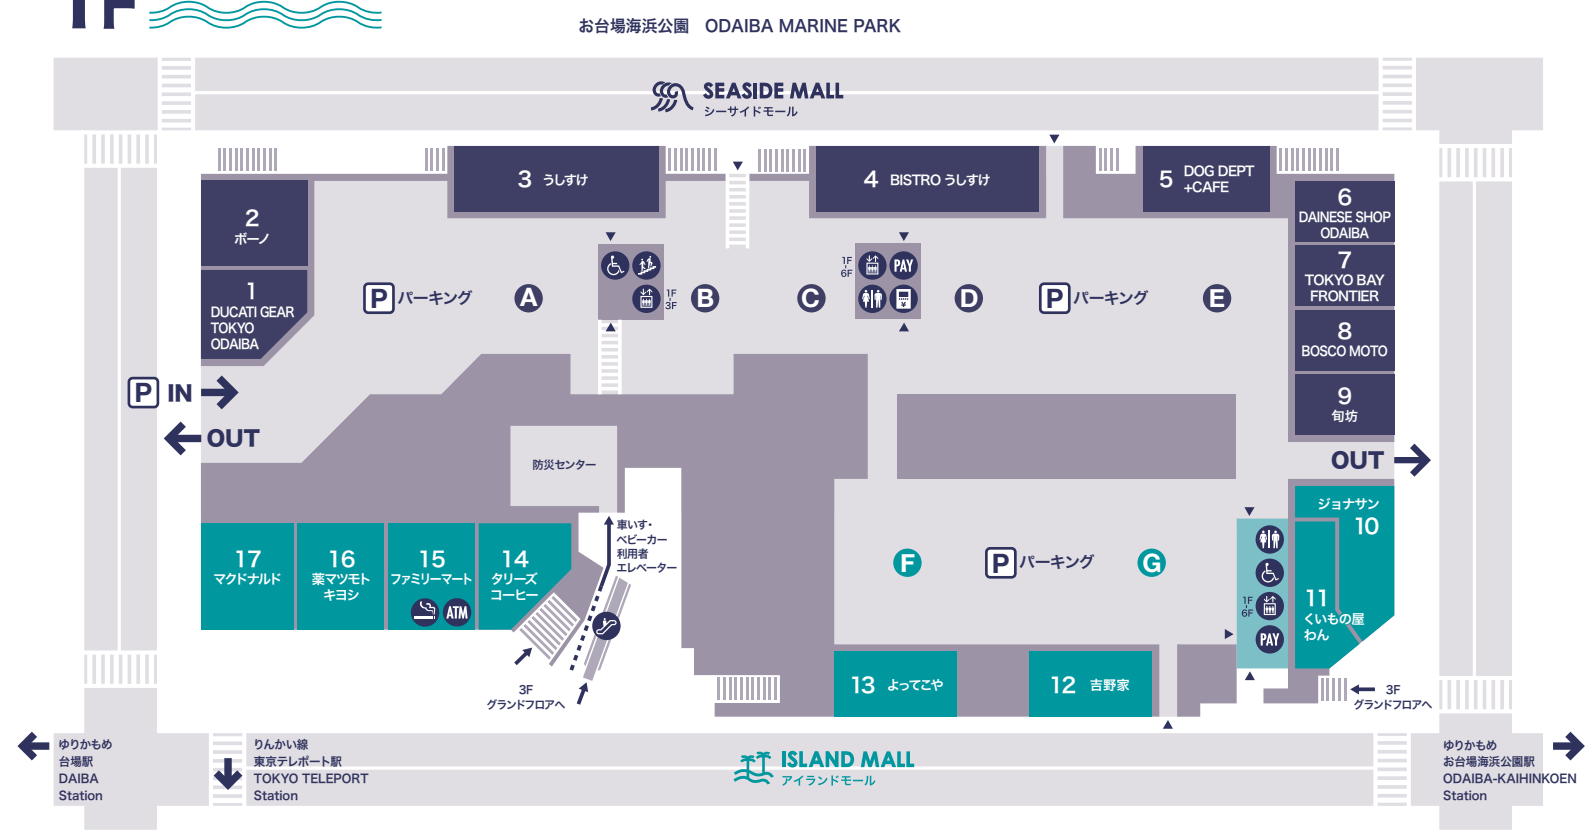 1F
お台場海浜公園 ODAIBA MARINE PARK
SEASIDE MALL
シーサイドモール
3 うしすけ
4 BISTRO うしすけ
5 DOG DEPT
+CAFE
6
DAINESE SHOP
ODAIBA
2
ボーノ
7
TOKYO BAY
FRONTIER
1
DUCATI GEAR
TOKYO
ODAIBA
P パーキング
A
1F
-
3F
B
C
1F
-
6F
PAY
¥
D
P パーキング
E
8
BOSCO MOTO
9
旬坊
P IN
OUT
OUT
防災センター
ジョナサン
10
車いす・
ベビーカー
利用者
エレベーター
17
マクドナルド
16
薬マツモト
キヨシ
15
ファミリーマート
ATM
14
タリーズ
コーヒー
F
P パーキング
G
1F
-
6F
PAY
11
くいもの屋
わん
13 よってこや
12 吉野家
3F
グランドフロアへ
3F
グランドフロアへ
ISLAND MALL
アイランドモール
ゆりかもめ
台場駅
DAIBA
Station
りんかい線
東京テレポート駅
TOKYO TELEPORT
Station
ゆりかもめ
お台場海浜公園駅
ODAIBA-KAIHINKOEN
Station